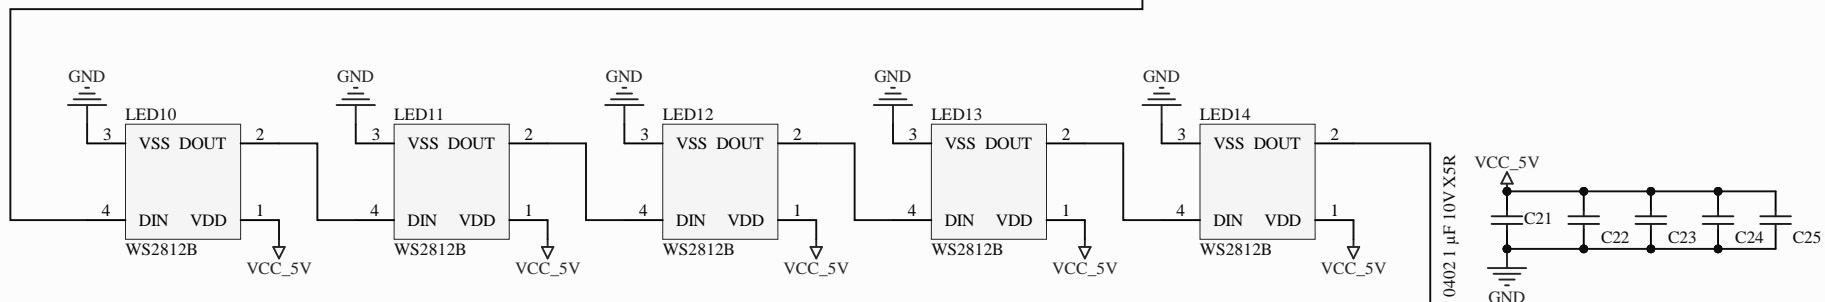 GND GND GND GND GND
LED10 LED11 LED12 LED13 LED14
3 VSS DOUT 2 3 VSS DOUT 2 3 VSS DOUT 2 3 VSS DOUT 2 3 VSS DOUT 2
4 DIN VDD 1 4 DIN VDD 1 4 DIN VDD 1 4 DIN VDD 1 4 DIN VDD 1
WS2812B WS2812B WS2812B WS2812B WS2812B
VCC_5V VCC_5V VCC_5V VCC_5V VCC_5V
0402 1 µF 10V X5R
VCC_5V
C21 C22 C23 C24 C25
GND